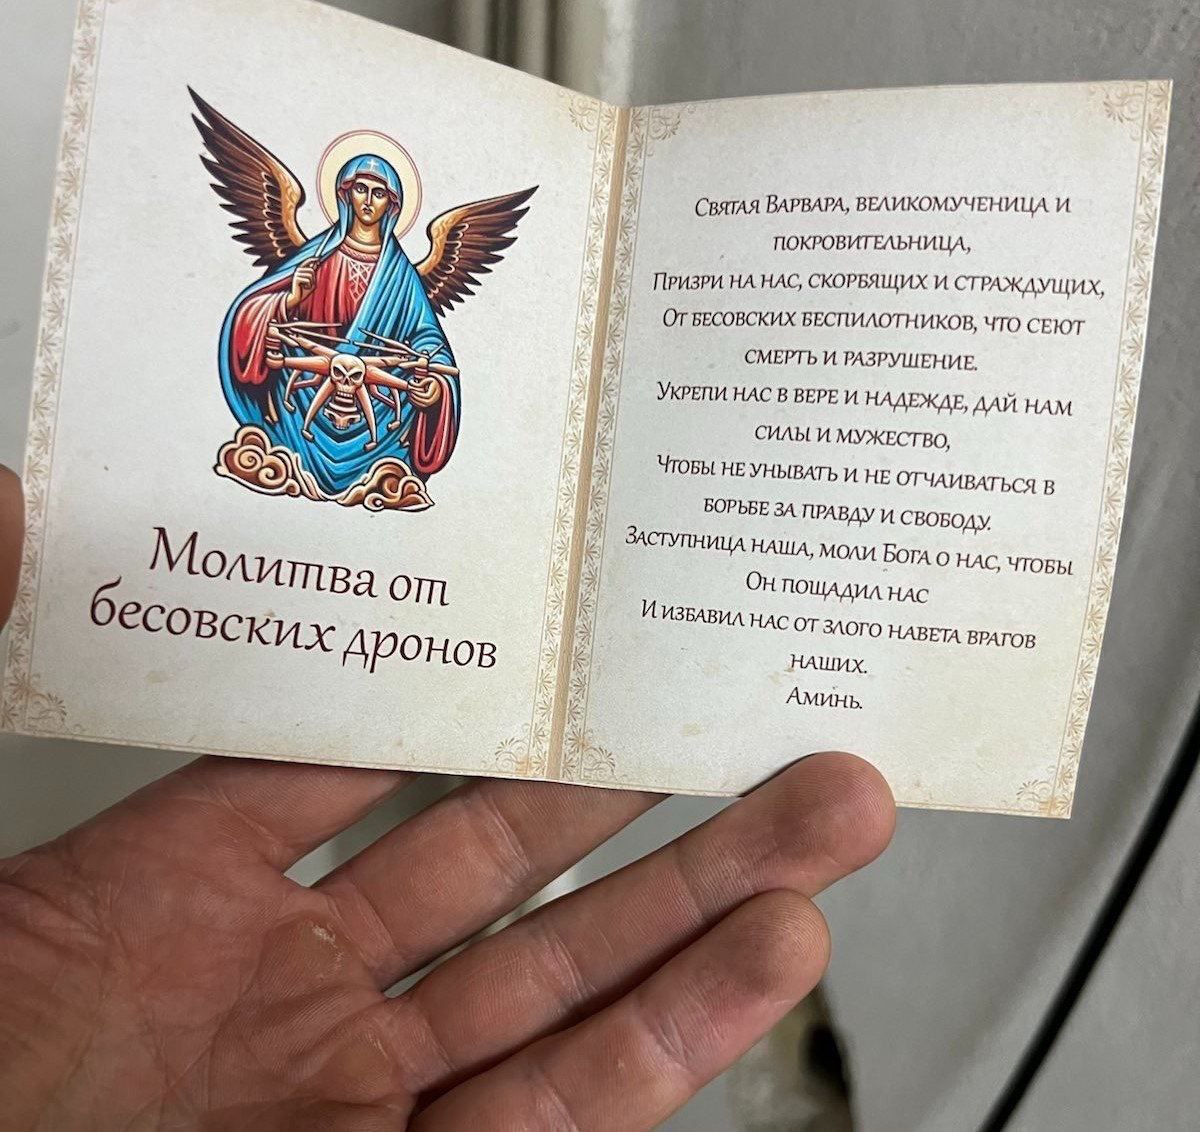 Молитва от
бесовских дронов
Святая Варвара, великомученица и
покровительница,
Призри на нас, скорбящих и страждущих,
От бесовских беспилотников, что сеют
смерть и разрушение.
Укрепи нас в вере и надежде, дай нам
силы и мужество,
Чтобы не унывать и не отчаиваться в
борьбе за правду и свободу.
Заступница наша, моли Бога о нас, чтобы
Он пощадил нас
И избавил нас от злого навета врагов
наших.
Аминь.